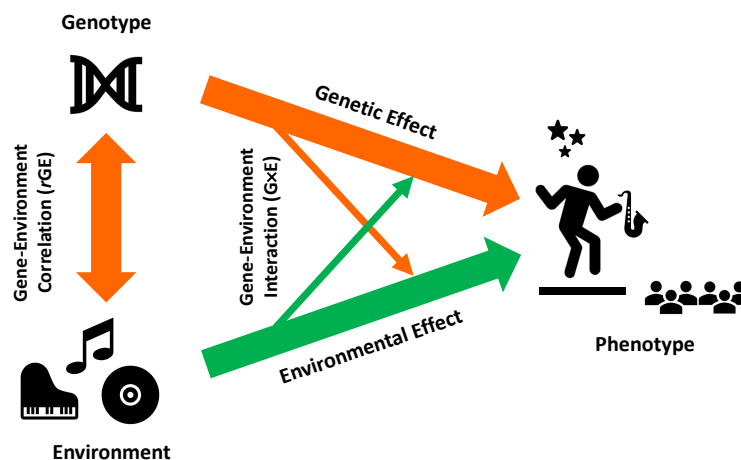 Genotype
Genetic Effect
Gene-Environment
Correlation (rGE)
Gene-Environment
Interaction (G×E)
Environmental Effect
Phenotype
Environment